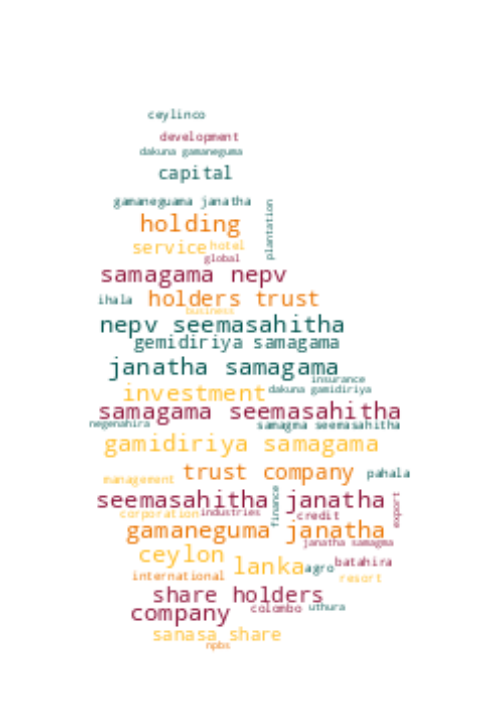 ceylinco
development
dakuna gamaneguma
capital
gamaneguama janatha
plantation
holding
service
hotel
global
samagama nepv
ihala
holders trust
business
nepv seemasahitha
gemidiriya samagama
janatha samagama
insurance
investment
dakuna gamidiriya
samagama seemasahitha
negenahira
samagma seemasahitha
gamidiriya samagama
trust company
pahala
management
seemasahitha
janatha
finance
export
corporation
industries
credit
gamaneguma
janatha
janatha samagma
ceylon
lanka
agro
batahira
international
resort
share holders
company
colombo
uthura
sanasa share
npbs